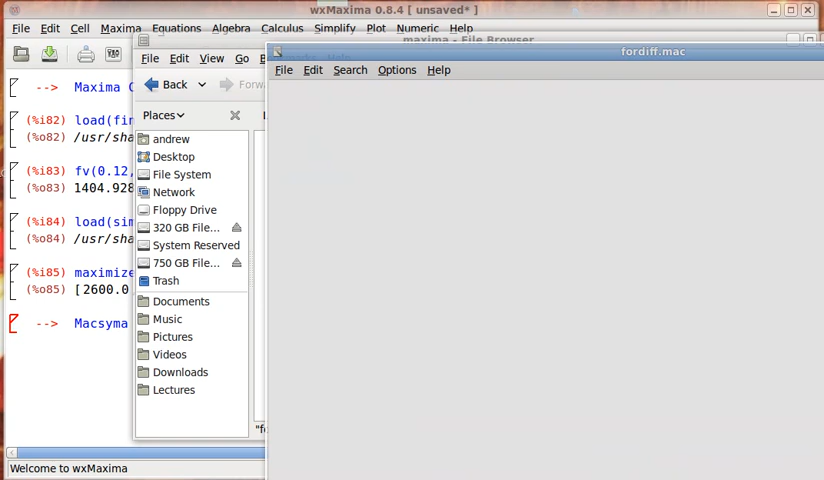 wxMaxima 0.8.4 [ unsaved* ]
File Edit Cell Maxima Equations Algebra Calculus Simplify Plot Numeric Help
--> Maxima
(%i82) load(fin
(%o82) /usr/sha
(%i83) fv(0.12,
(%o83) 1404.928
(%i84) load(sim
(%o84) /usr/sha
(%i85) maximize
(%o85) [2600.0
--> Macsyma
Welcome to wxMaxima
maxima - File Browser
File Edit View Go
Back Forw
Places
andrew
Desktop
File System
Network
Floppy Drive
320 GB File...
System Reserved
750 GB File...
Trash
Documents
Music
Pictures
Videos
Downloads
Lectures
fordiff.mac
File Edit Search Options Help